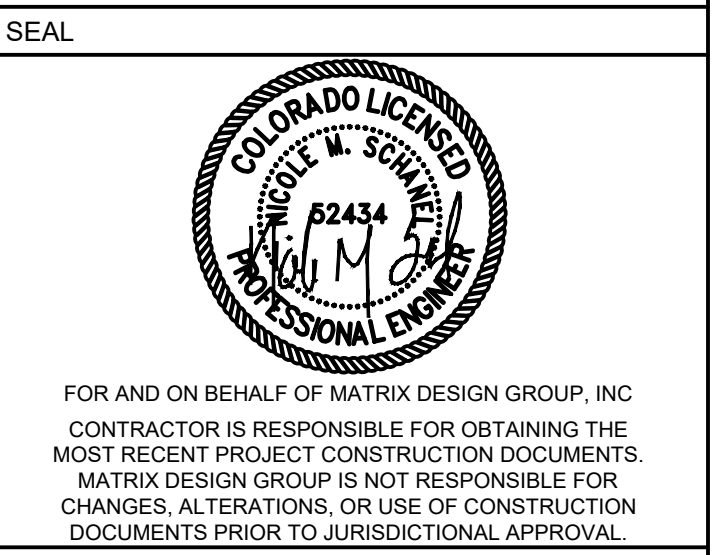 SEAL
COLORADO LICENSED
NICOLE M. SCHANEL
52434
PROFESSIONAL ENGINEER
FOR AND ON BEHALF OF MATRIX DESIGN GROUP, INC
CONTRACTOR IS RESPONSIBLE FOR OBTAINING THE
MOST RECENT PROJECT CONSTRUCTION DOCUMENTS.
MATRIX DESIGN GROUP IS NOT RESPONSIBLE FOR
CHANGES, ALTERATIONS, OR USE OF CONSTRUCTION
DOCUMENTS PRIOR TO JURISDICTIONAL APPROVAL.